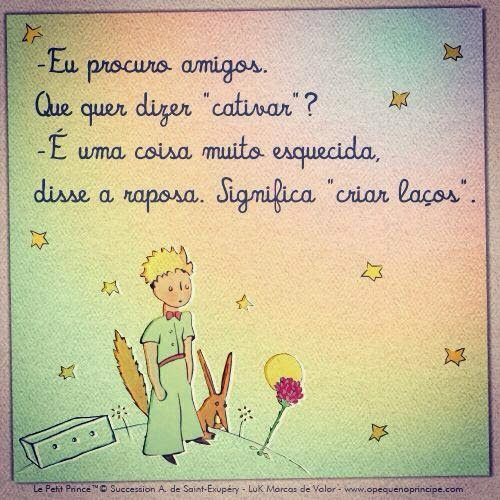 -Eu procuro amigos.
Que quer dizer "cativar"?
-É uma coisa muito esquecida,
disse a raposa. Significa "criar laços".
Le Petit Prince™© Succession A. de Saint-Exupéry - LuK Marcas de Valor - www.opequenoprincipe.com